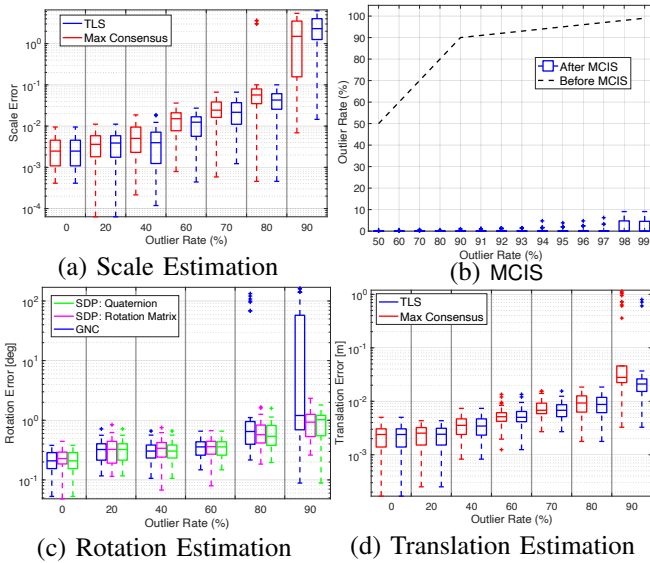 TLS
Max Consensus
10^0
10^-1
10^-2
10^-3
10^-4
Scale Error
0 20 40 60 70 80 90
Outlier Rate (%)
(a) Scale Estimation
100
90
80
70
60
50
40
30
20
10
0
Outlier Rate (%)
After MCIS
Before MCIS
50 60 70 80 90 91 92 93 94 95 96 97 98 99
Outlier Rate (%)
(b) MCIS
SDP: Quaternion
SDP: Rotation Matrix
GNC
10^2
10^1
10^0
10^-1
Rotation Error [deg]
0 20 40 60 80 90
Outlier Rate (%)
(c) Rotation Estimation
TLS
Max Consensus
10^0
10^-1
10^-2
10^-3
Translation Error [m]
0 20 40 60 70 80 90
Outlier Rate (%)
(d) Translation Estimation